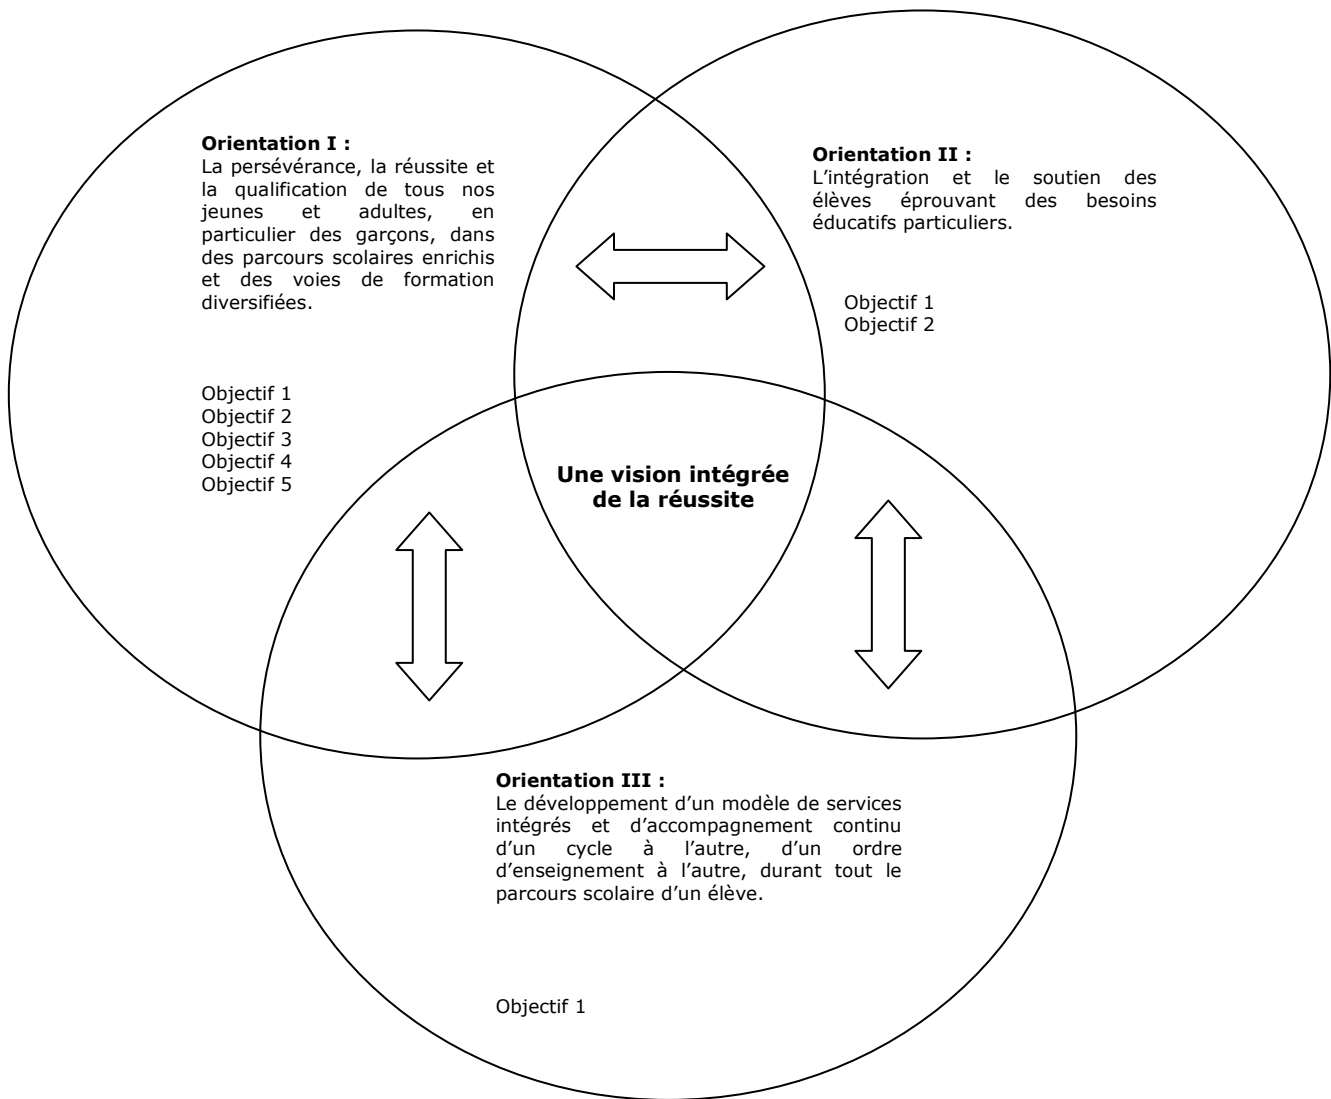 Orientation I :
La persévérance, la réussite et
la qualification de tous nos
jeunes et adultes, en
particulier des garçons, dans
des parcours scolaires enrichis
et des voies de formation
diversifiées.
Objectif 1
Objectif 2
Objectif 3
Objectif 4
Objectif 5
Orientation II :
L’intégration et le soutien des
élèves éprouvant des besoins
éducatifs particuliers.
Objectif 1
Objectif 2
Une vision intégrée
de la réussite
Orientation III :
Le développement d’un modèle de services
intégrés et d’accompagnement continu
d’un cycle à l’autre, d’un ordre
d’enseignement à l’autre, durant tout le
parcours scolaire d’un élève.
Objectif 1